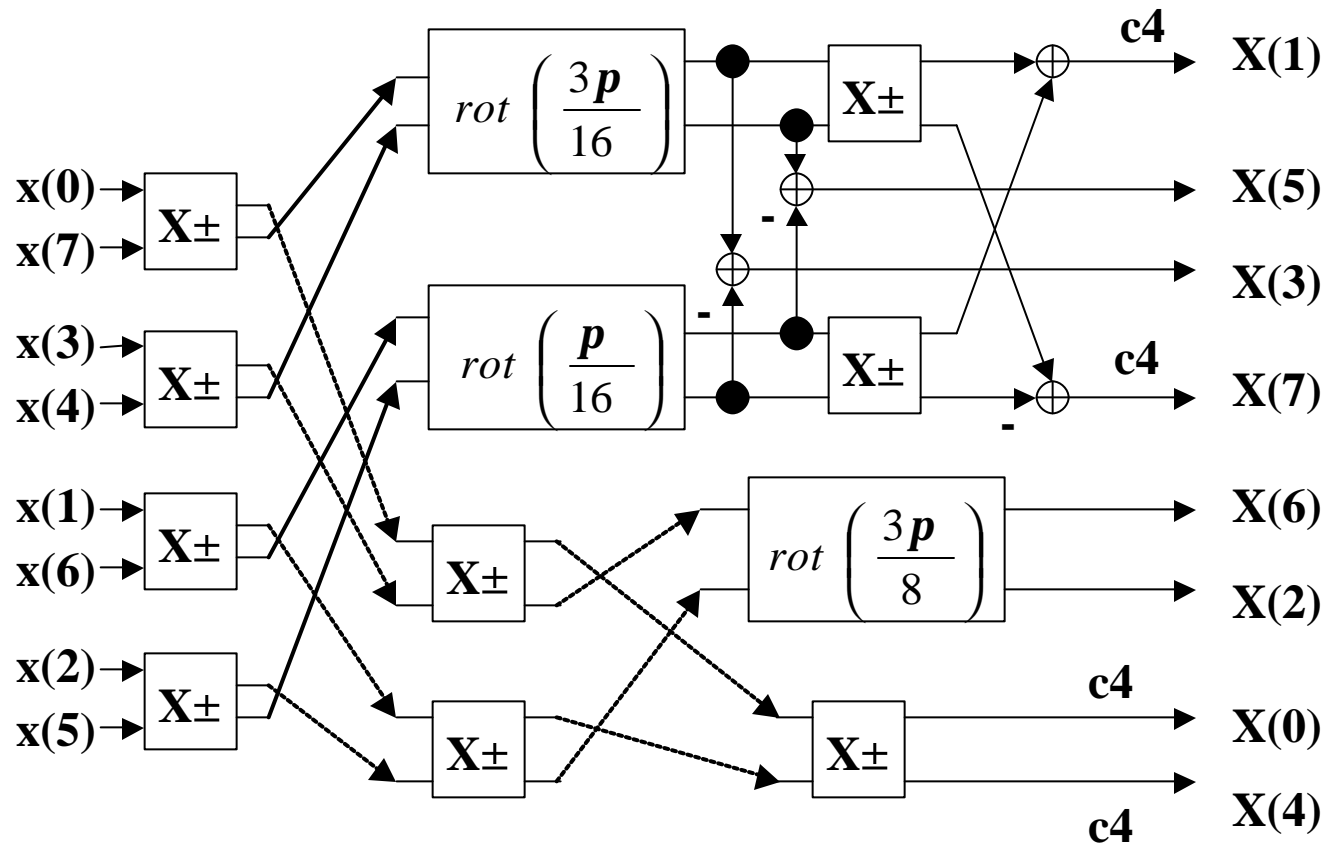 x(0)
x(7)
x(3)
x(4)
x(1)
x(6)
x(2)
x(5)
X±
X±
X±
X±
rot (3p/16)
rot (p/16)
X±
X±
-
-
-
X±
X±
rot (3p/8)
X±
c4
X(1)
X(5)
X(3)
c4
X(7)
X(6)
X(2)
c4
X(0)
X(4)
c4